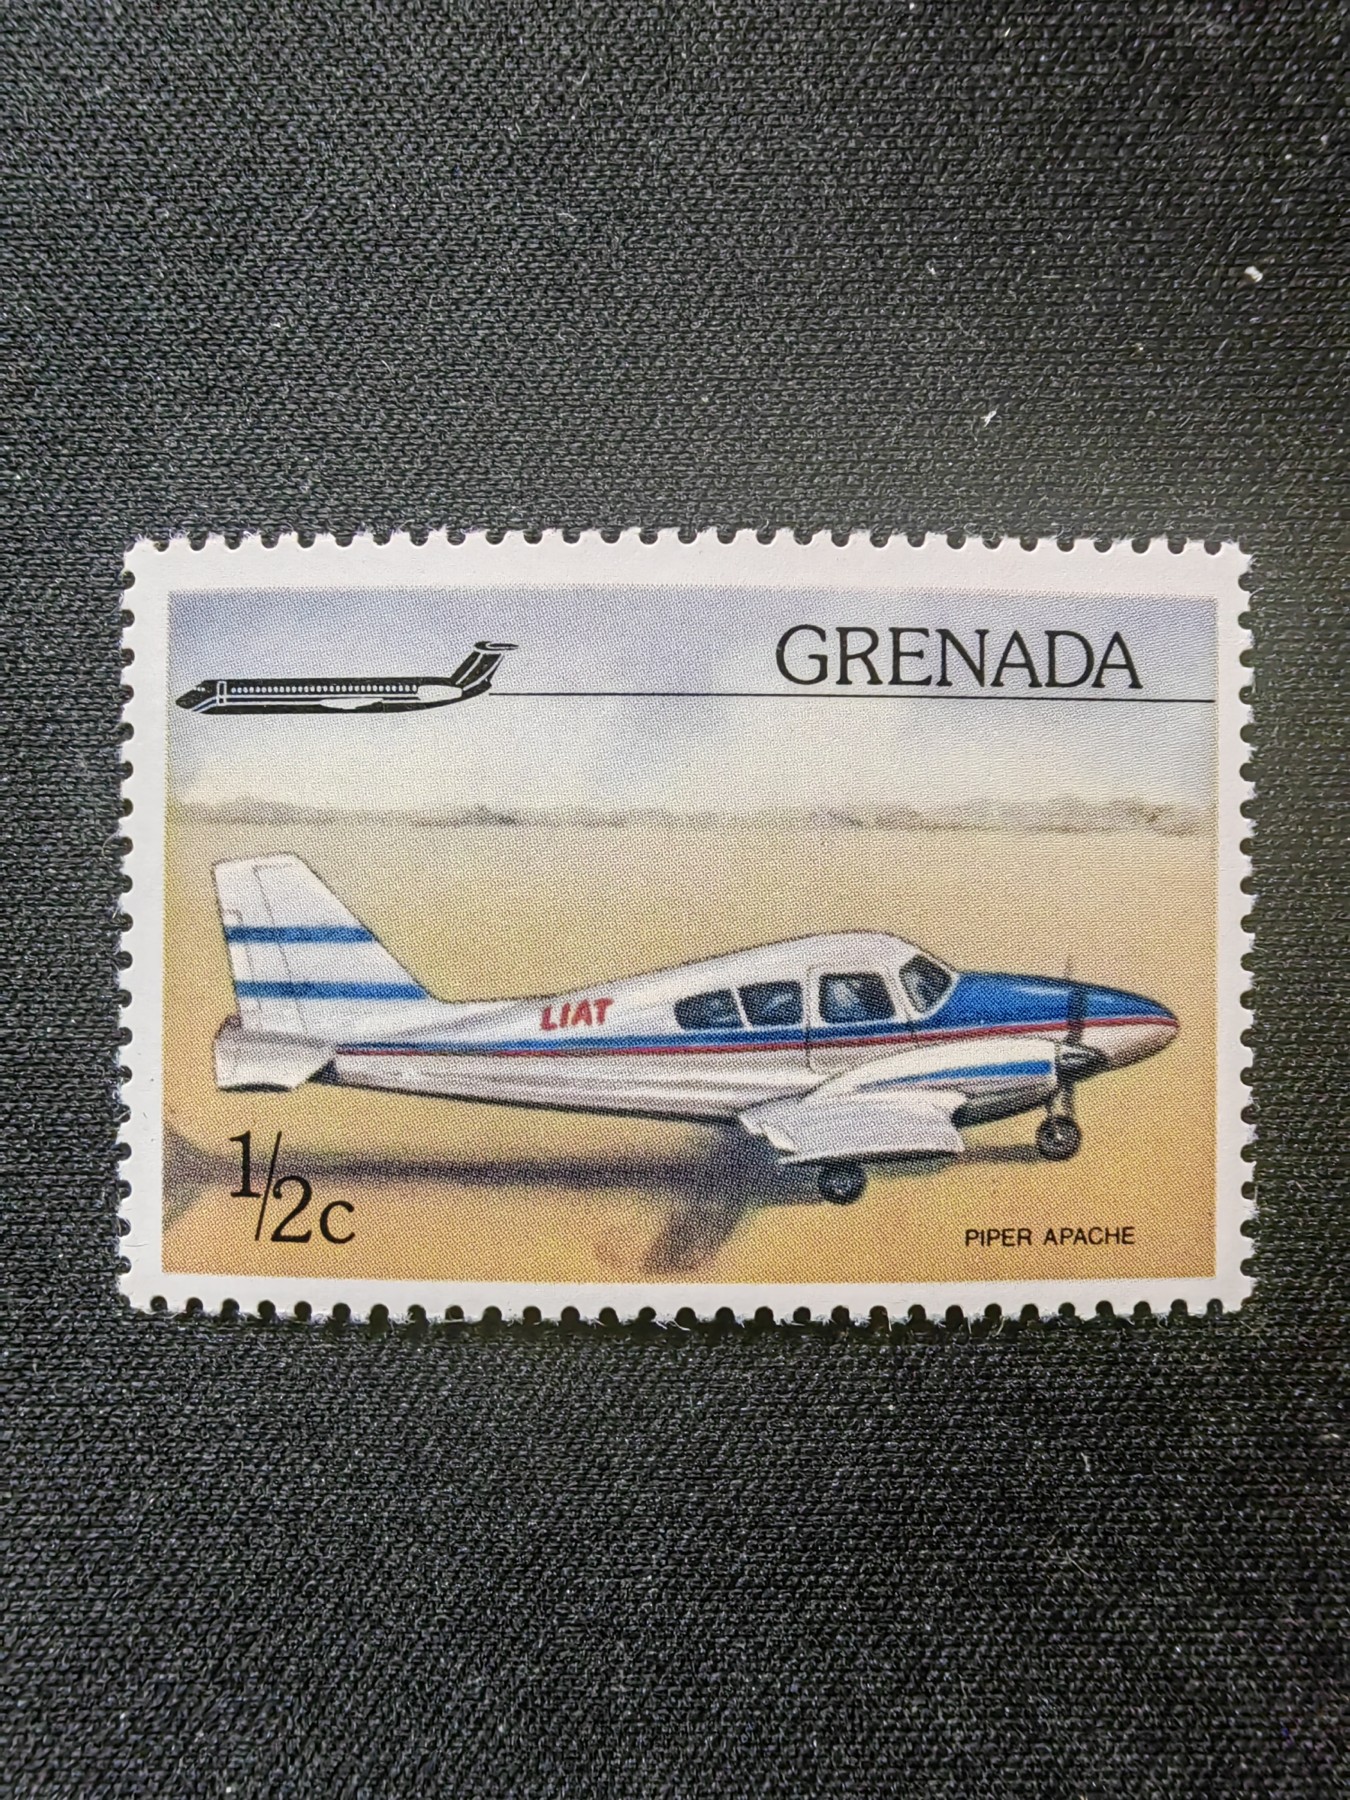 GRENADA
LIAT
1/2c
PIPER APACHE